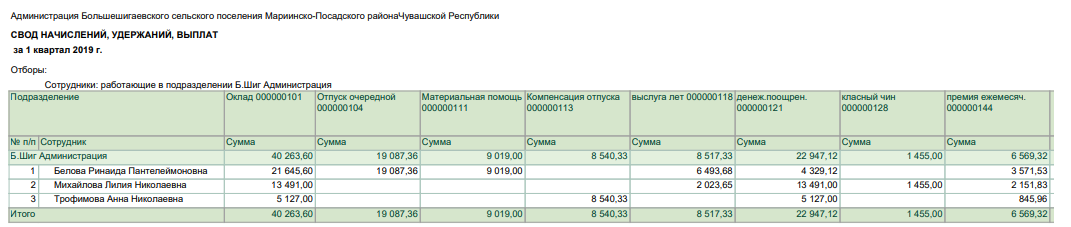 Администрация Большешигаевского сельского поселения Мариинско-Посадского районаЧувашской Республики
СВОД НАЧИСЛЕНИЙ, УДЕРЖАНИЙ, ВЫПЛАТ
за 1 квартал 2019 г.
Отборы:
Сотрудники: работающие в подразделении Б.Шиг Администрация
Подразделение Оклад 000000101 Отпуск очередной 000000104 Материальная помощь 000000111 Компенсация отпуска 000000113 выслуга лет 000000118 денеж.поощрен. 000000121 класный чин 000000128 премия ежемесяч. 000000144
№ п/п Сотрудник Сумма Сумма Сумма Сумма Сумма Сумма Сумма Сумма
Б.Шиг Администрация 40 263,60 19 087,36 9 019,00 8 540,33 8 517,33 22 947,12 1 455,00 6 569,32
1 Белова Ринаида Пантелеймоновна 21 645,60 19 087,36 9 019,00 6 493,68 4 329,12 3 571,53
2 Михайлова Лилия Николаевна 13 491,00 2 023,65 13 491,00 1 455,00 2 151,83
3 Трофимова Анна Николаевна 5 127,00 8 540,33 5 127,00 845,96
Итого 40 263,60 19 087,36 9 019,00 8 540,33 8 517,33 22 947,12 1 455,00 6 569,32